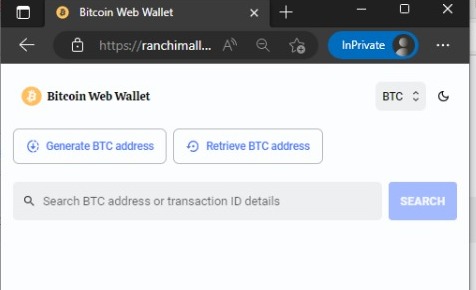 Bitcoin Web Wallet
https://ranchimall...
InPrivate
Bitcoin Web Wallet
BTC
Generate BTC address
Retrieve BTC address
Search BTC address or transaction ID details
SEARCH